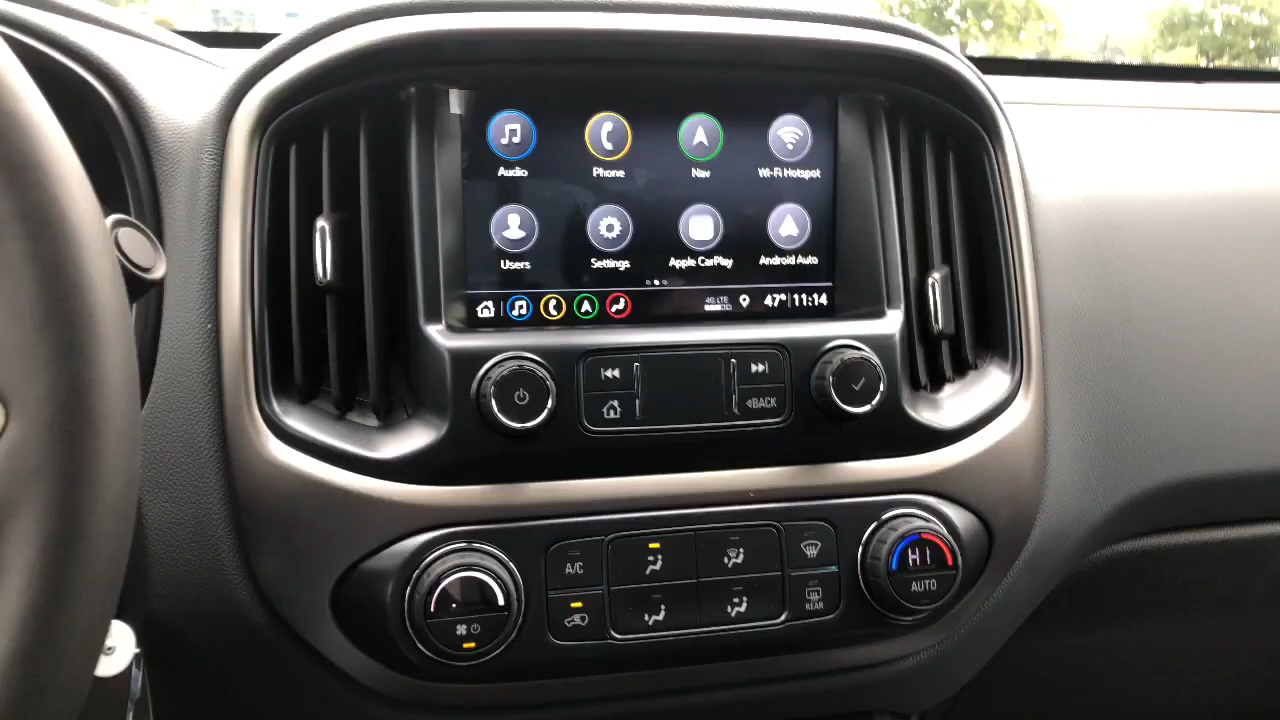 Audio Phone Nav Wi-Fi Hotspot
Users Settings Apple CarPlay Android Auto
4G LTE 47° 11:14
BACK
A/C
REAR
HI
AUTO